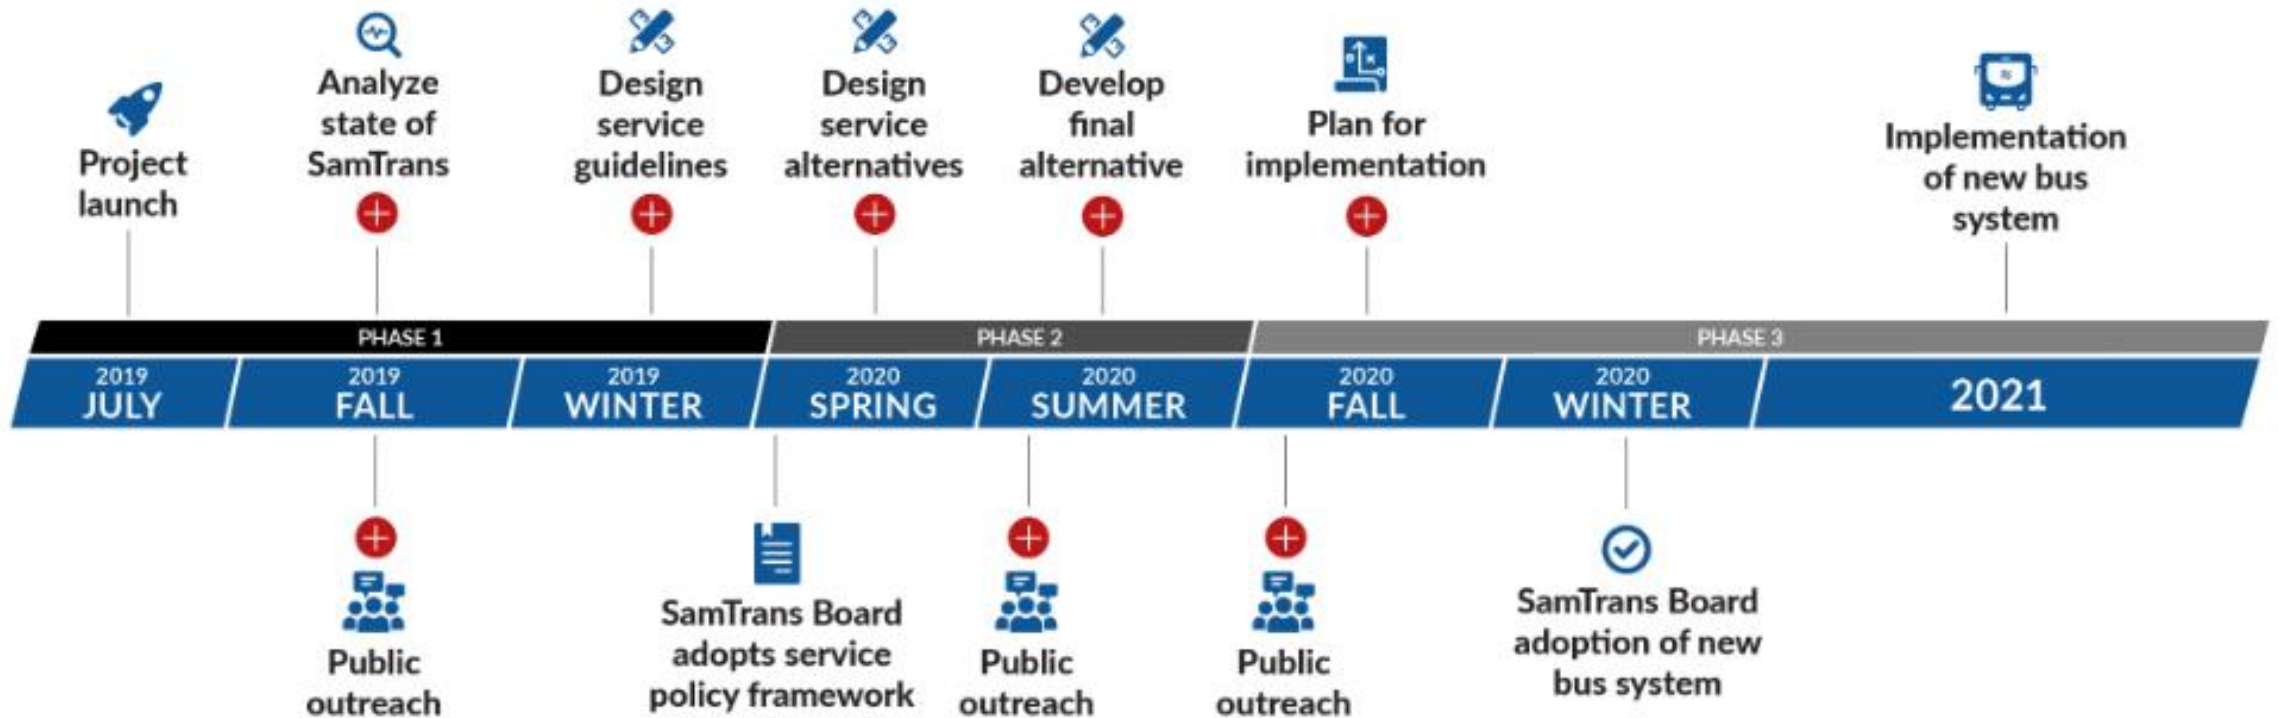 Project
launch
Analyze
state of
SamTrans
Design
service
guidelines
Design
service
alternatives
Develop
final
alternative
Plan for
implementation
Implementation
of new bus
system
PHASE 1
PHASE 2
PHASE 3
2019
JULY
2019
FALL
2019
WINTER
2020
SPRING
2020
SUMMER
2020
FALL
2020
WINTER
2021
Public
outreach
SamTrans Board
adopts service
policy framework
Public
outreach
Public
outreach
SamTrans Board
adoption of new
bus system